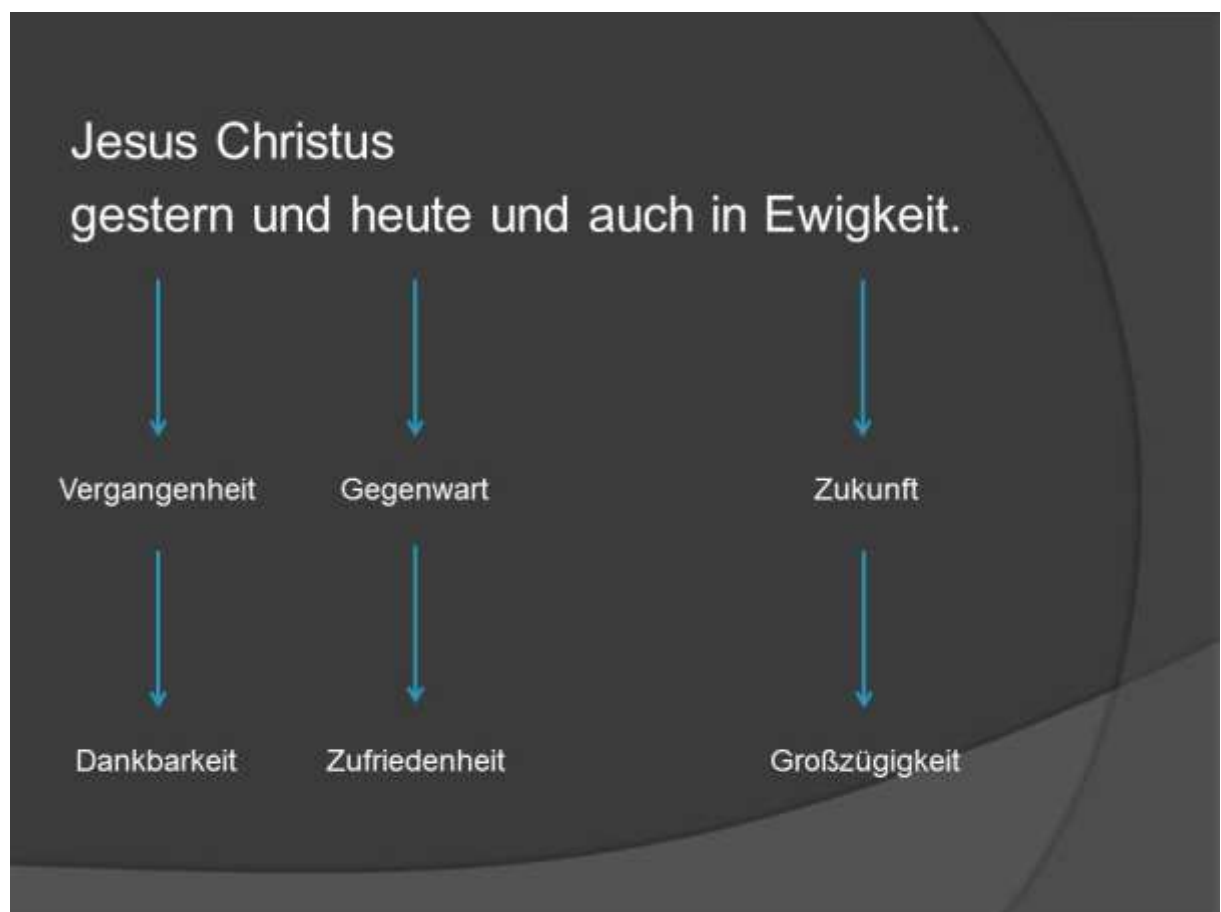 Jesus Christus
gestern und heute und auch in Ewigkeit.
Vergangenheit Gegenwart Zukunft
Dankbarkeit Zufriedenheit Großzügigkeit